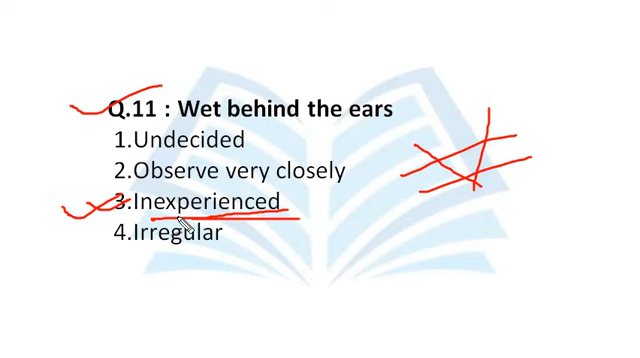 Q.11 : Wet behind the ears
1.Undecided
2.Observe very closely
3.Inexperienced
4.Irregular